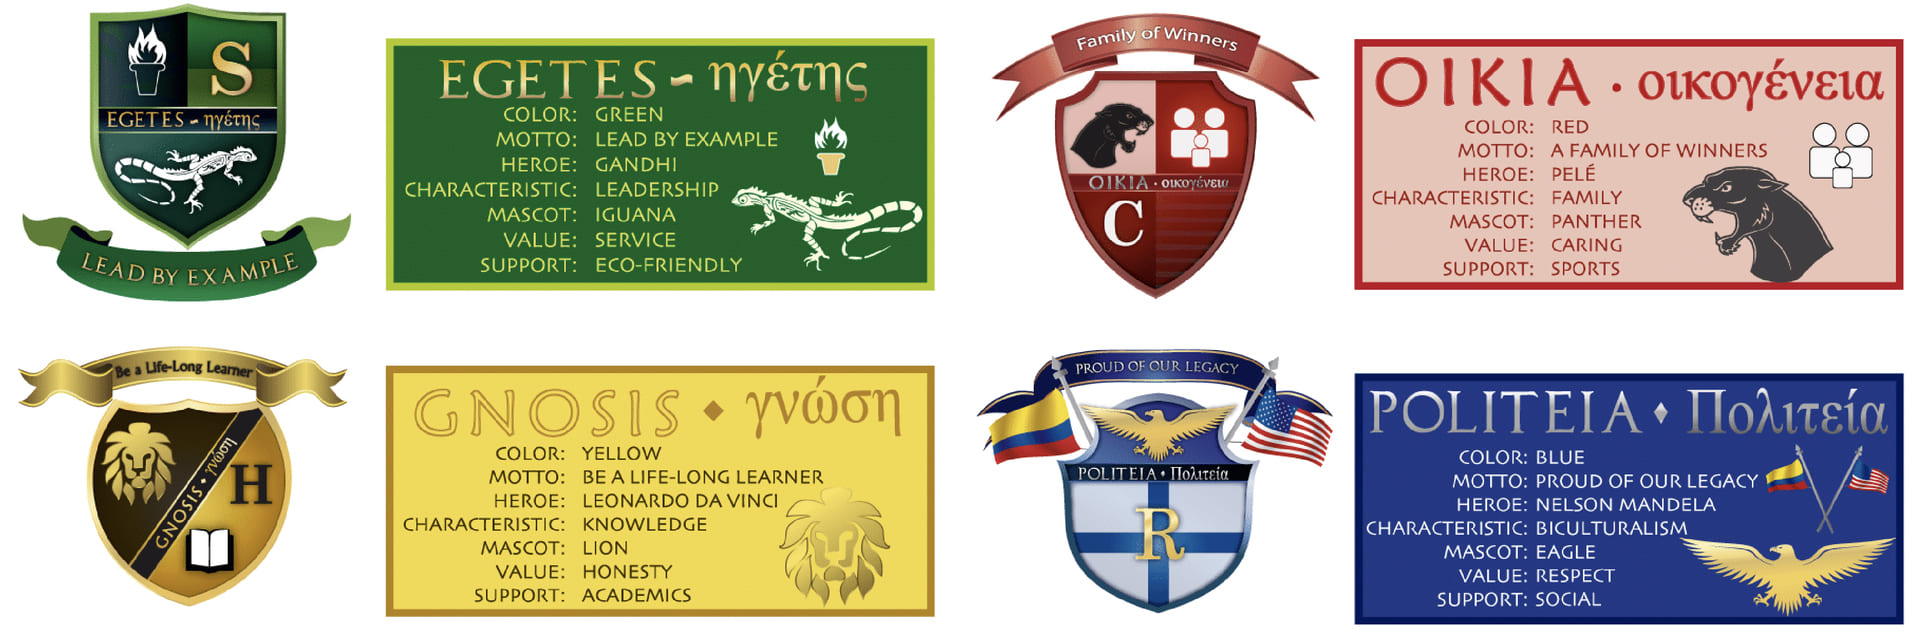 S
EGETES ~ ηγέτης
LEAD BY EXAMPLE
EGETES ~ ηγέτης
COLOR: GREEN
MOTTO: LEAD BY EXAMPLE
HEROE: GANDHI
CHARACTERISTIC: LEADERSHIP
MASCOT: IGUANA
VALUE: SERVICE
SUPPORT: ECO-FRIENDLY
Family of Winners
OIKIA · οικογένεια
C
OIKIA · οικογένεια
COLOR: RED
MOTTO: A FAMILY OF WINNERS
HEROE: PELÉ
CHARACTERISTIC: FAMILY
MASCOT: PANTHER
VALUE: CARING
SUPPORT: SPORTS
Be a Life-Long Learner
GNOSIS ⬥ γνώση
H
GNOSIS ⬥ γνώση
COLOR: YELLOW
MOTTO: BE A LIFE-LONG LEARNER
HEROE: LEONARDO DA VINCI
CHARACTERISTIC: KNOWLEDGE
MASCOT: LION
VALUE: HONESTY
SUPPORT: ACADEMICS
PROUD OF OUR LEGACY
POLITEIA ⬥ Πολιτεία
R
POLITEIA ⬥ Πολιτεία
COLOR: BLUE
MOTTO: PROUD OF OUR LEGACY
HEROE: NELSON MANDELA
CHARACTERISTIC: BICULTURALISM
MASCOT: EAGLE
VALUE: RESPECT
SUPPORT: SOCIAL